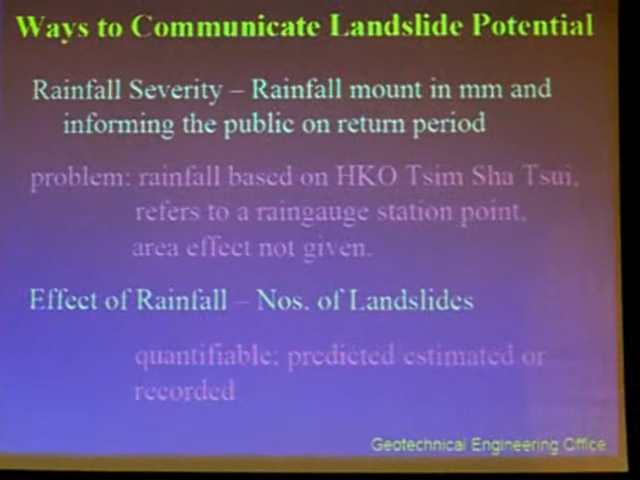 Ways to Communicate Landslide Potential
Rainfall Severity – Rainfall mount in mm and
informing the public on return period
problem: rainfall based on HKO Tsim Sha Tsui,
refers to a raingauge station point,
area effect not given.
Effect of Rainfall – Nos. of Landslides
quantifiable: predicted estimated or
recorded
Geotechnical Engineering Office